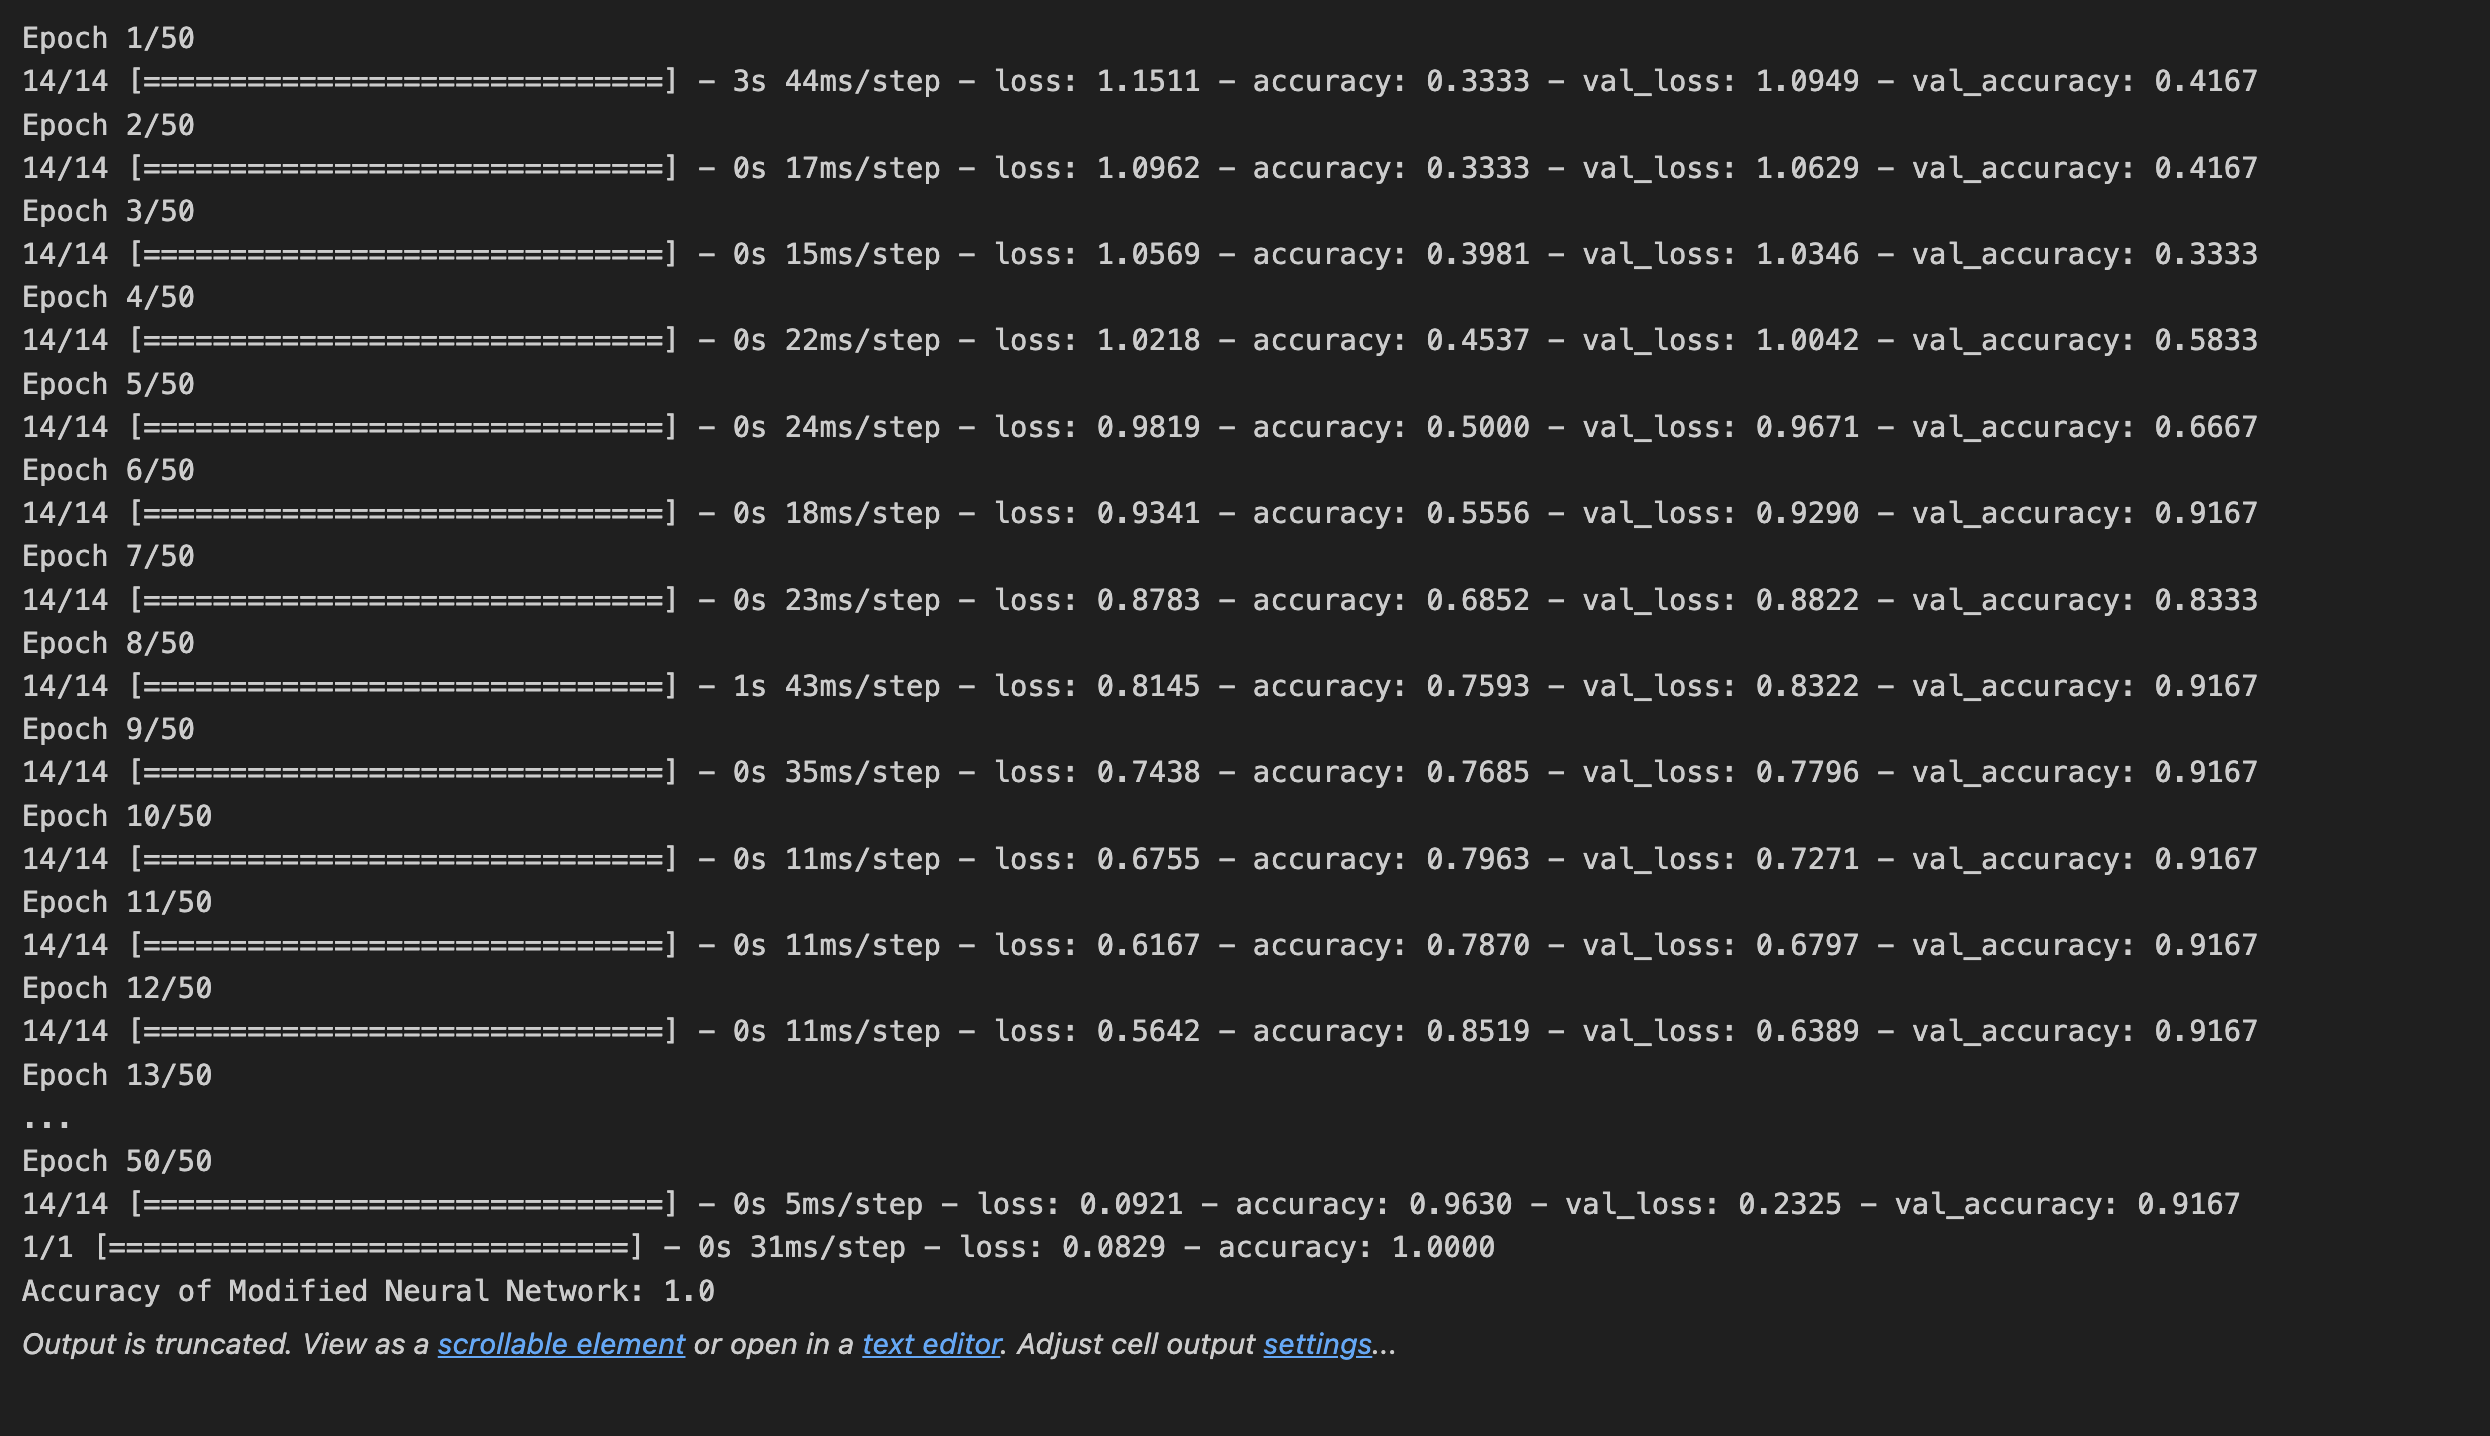 Epoch 1/50
14/14 [==============================] - 3s 44ms/step - loss: 1.1511 - accuracy: 0.3333 - val_loss: 1.0949 - val_accuracy: 0.4167
Epoch 2/50
14/14 [==============================] - 0s 17ms/step - loss: 1.0962 - accuracy: 0.3333 - val_loss: 1.0629 - val_accuracy: 0.4167
Epoch 3/50
14/14 [==============================] - 0s 15ms/step - loss: 1.0569 - accuracy: 0.3981 - val_loss: 1.0346 - val_accuracy: 0.3333
Epoch 4/50
14/14 [==============================] - 0s 22ms/step - loss: 1.0218 - accuracy: 0.4537 - val_loss: 1.0042 - val_accuracy: 0.5833
Epoch 5/50
14/14 [==============================] - 0s 24ms/step - loss: 0.9819 - accuracy: 0.5000 - val_loss: 0.9671 - val_accuracy: 0.6667
Epoch 6/50
14/14 [==============================] - 0s 18ms/step - loss: 0.9341 - accuracy: 0.5556 - val_loss: 0.9290 - val_accuracy: 0.9167
Epoch 7/50
14/14 [==============================] - 0s 23ms/step - loss: 0.8783 - accuracy: 0.6852 - val_loss: 0.8822 - val_accuracy: 0.8333
Epoch 8/50
14/14 [==============================] - 1s 43ms/step - loss: 0.8145 - accuracy: 0.7593 - val_loss: 0.8322 - val_accuracy: 0.9167
Epoch 9/50
14/14 [==============================] - 0s 35ms/step - loss: 0.7438 - accuracy: 0.7685 - val_loss: 0.7796 - val_accuracy: 0.9167
Epoch 10/50
14/14 [==============================] - 0s 11ms/step - loss: 0.6755 - accuracy: 0.7963 - val_loss: 0.7271 - val_accuracy: 0.9167
Epoch 11/50
14/14 [==============================] - 0s 11ms/step - loss: 0.6167 - accuracy: 0.7870 - val_loss: 0.6797 - val_accuracy: 0.9167
Epoch 12/50
14/14 [==============================] - 0s 11ms/step - loss: 0.5642 - accuracy: 0.8519 - val_loss: 0.6389 - val_accuracy: 0.9167
Epoch 13/50
...
Epoch 50/50
14/14 [==============================] - 0s 5ms/step - loss: 0.0921 - accuracy: 0.9630 - val_loss: 0.2325 - val_accuracy: 0.9167
1/1 [==============================] - 0s 31ms/step - loss: 0.0829 - accuracy: 1.0000
Accuracy of Modified Neural Network: 1.0
Output is truncated. View as a scrollable element or open in a text editor. Adjust cell output settings...